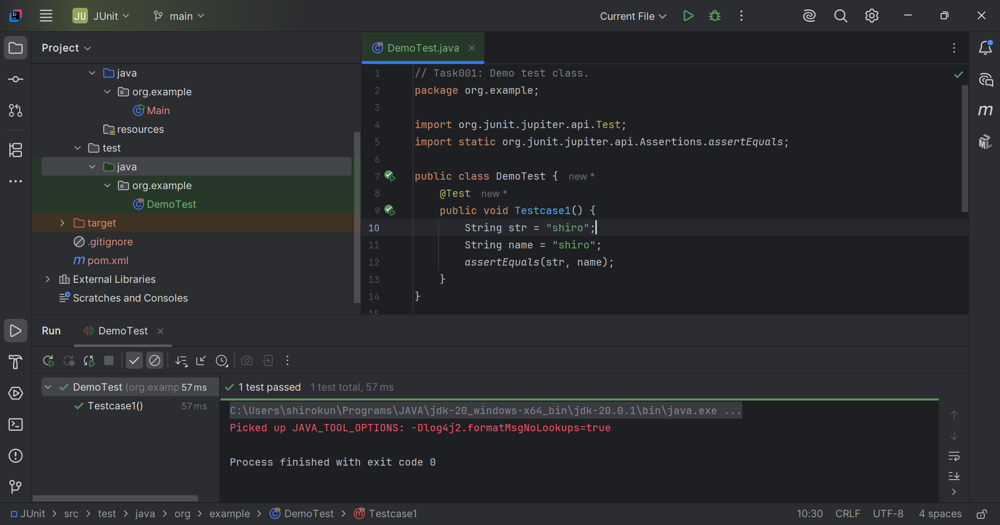 JU JUnit main Current File
Project
java
org.example
Main
resources
test
java
org.example
DemoTest
target
.gitignore
pom.xml
External Libraries
Scratches and Consoles
DemoTest.java
1 // Task001: Demo test class.
2 package org.example;
3
4 import org.junit.jupiter.api.Test;
5 import static org.junit.jupiter.api.Assertions.assertEquals;
6
7 public class DemoTest { new *
8 @Test new *
9 public void Testcase1() {
10 String str = "shiro";
11 String name = "shiro";
12 assertEquals(str, name);
13 }
14 }
15
Run DemoTest
DemoTest (org.examp 57 ms
Testcase1() 57 ms
1 test passed 1 test total, 57 ms
C:\Users\shirokun\Programs\JAVA\jdk-20_windows-x64_bin\jdk-20.0.1\bin\java.exe ...
Picked up JAVA_TOOL_OPTIONS: -Dlog4j2.formatMsgNoLookups=true
Process finished with exit code 0
JUnit > src > test > java > org > example > DemoTest > Testcase1 10:30 CRLF UTF-8 4 spaces